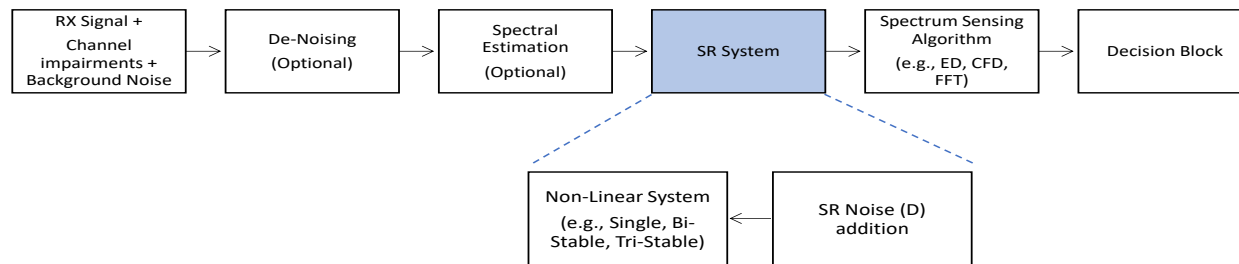 RX Signal +
Channel
impairments +
Background Noise
De-Noising
(Optional)
Spectral
Estimation
(Optional)
SR System
Spectrum Sensing
Algorithm
(e.g., ED, CFD,
FFT)
Decision Block
Non-Linear System
(e.g., Single, Bi-
Stable, Tri-Stable)
SR Noise (D)
addition